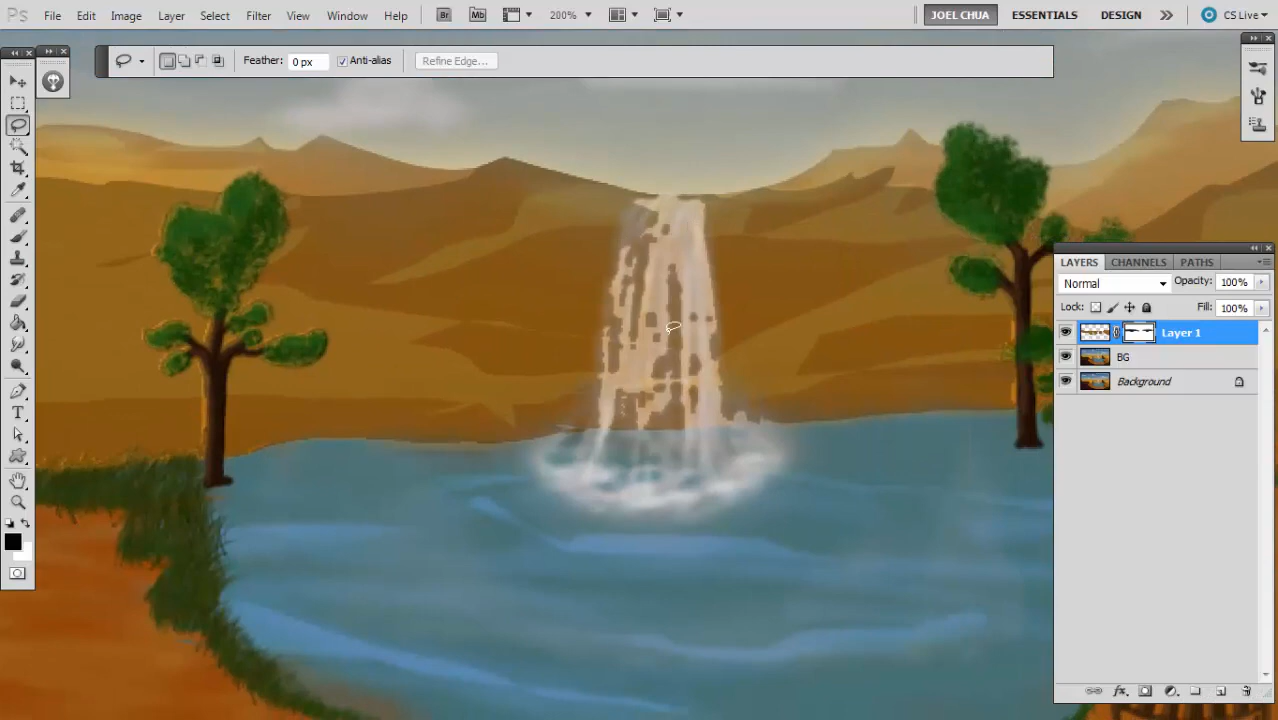 Ps File Edit Image Layer Select Filter View Window Help Br Mb 200% JOEL CHUA ESSENTIALS DESIGN CS Live
Feather: 0 px Anti-alias Refine Edge...
LAYERS CHANNELS PATHS
Normal Opacity: 100%
Lock: Fill: 100%
Layer 1
BG
Background